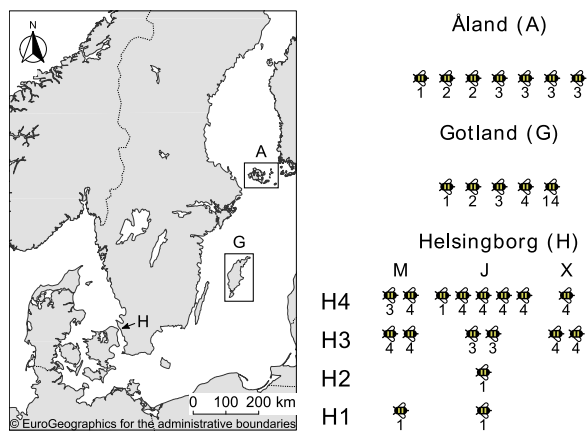 N
A
G
H
0 100 200 km
© EuroGeographics for the administrative boundaries
Åland (A)
1 2 2 3 3 3 3
Gotland (G)
1 2 3 4 14
Helsingborg (H)
M J X
H4 3 4 1 4 4 4 4 4
H3 4 4 3 3 4 4
H2 1
H1 1 1